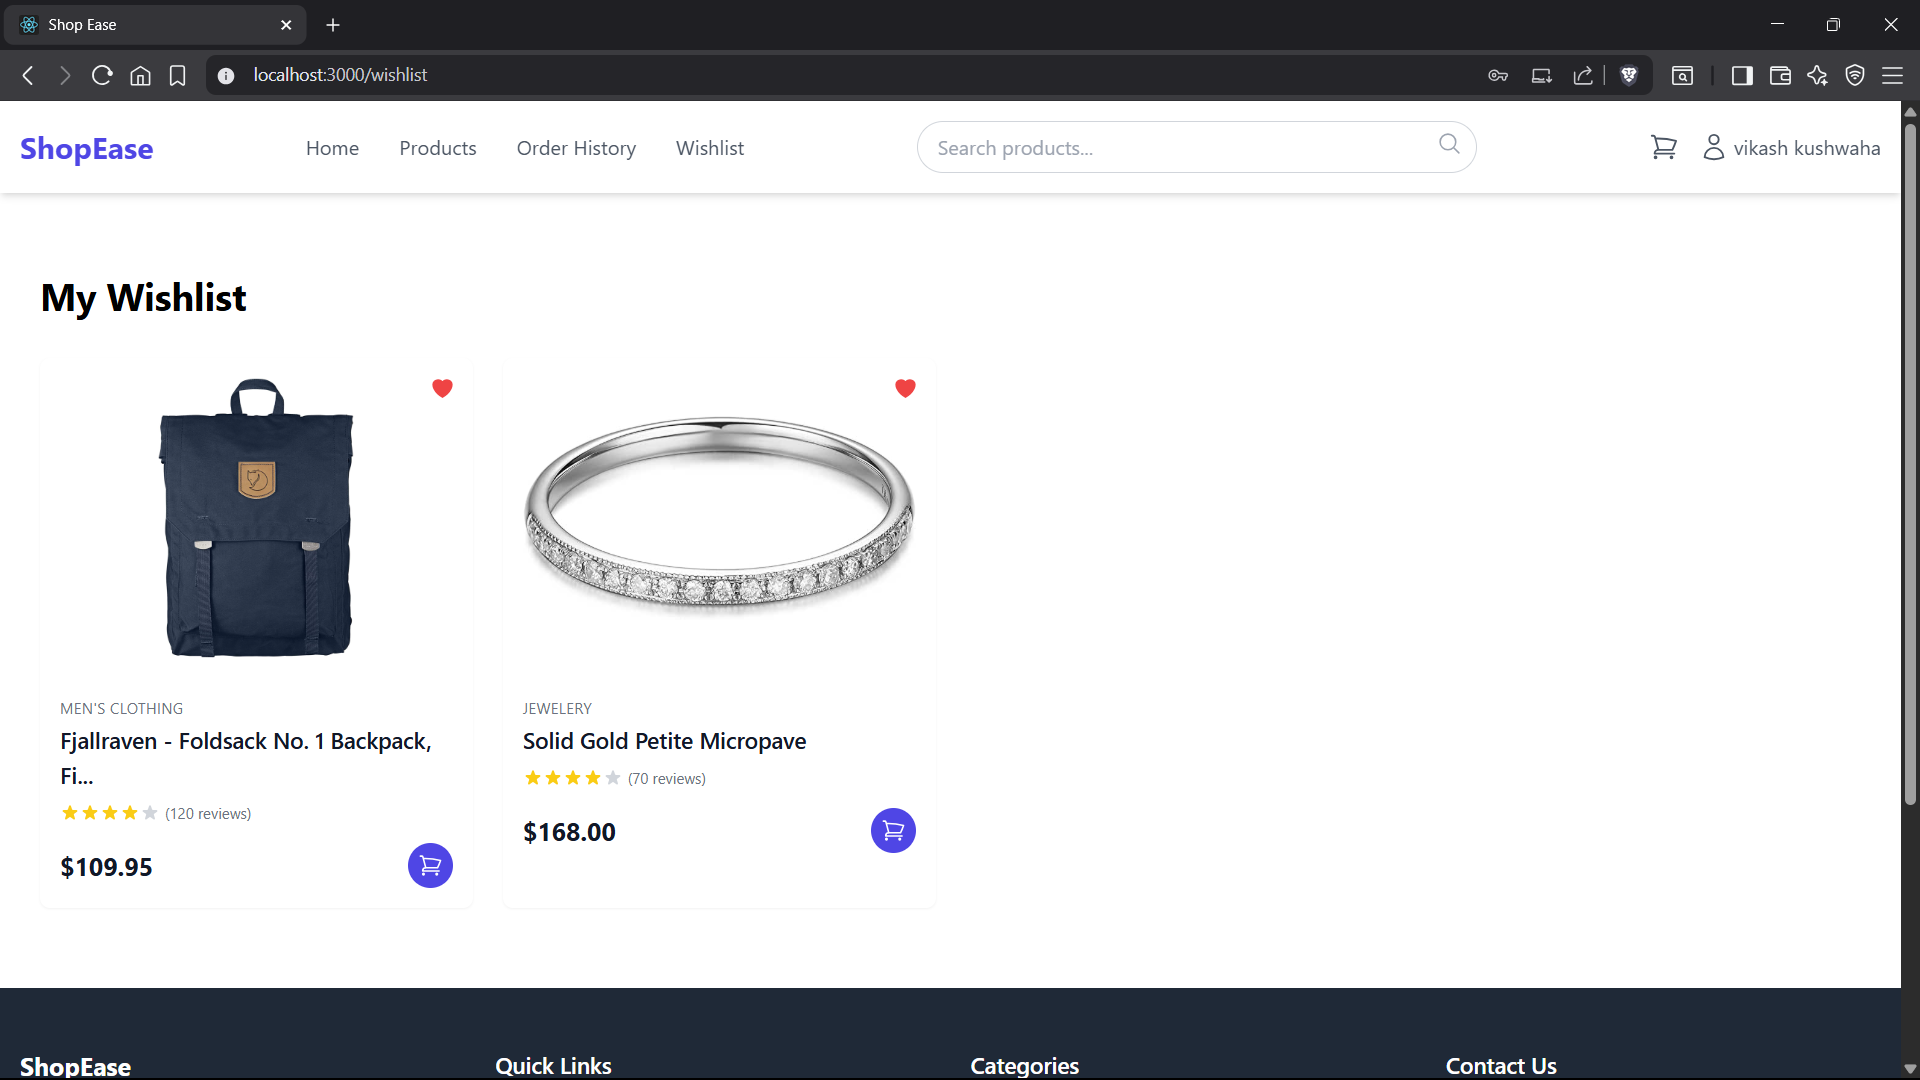 Shop Ease
localhost:3000/wishlist
ShopEase
Home
Products
Order History
Wishlist
Search products...
vikash kushwaha
My Wishlist
MEN'S CLOTHING
Fjallraven - Foldsack No. 1 Backpack,
Fi...
(120 reviews)
$109.95
JEWELERY
Solid Gold Petite Micropave
(70 reviews)
$168.00
ShopEase
Quick Links
Categories
Contact Us